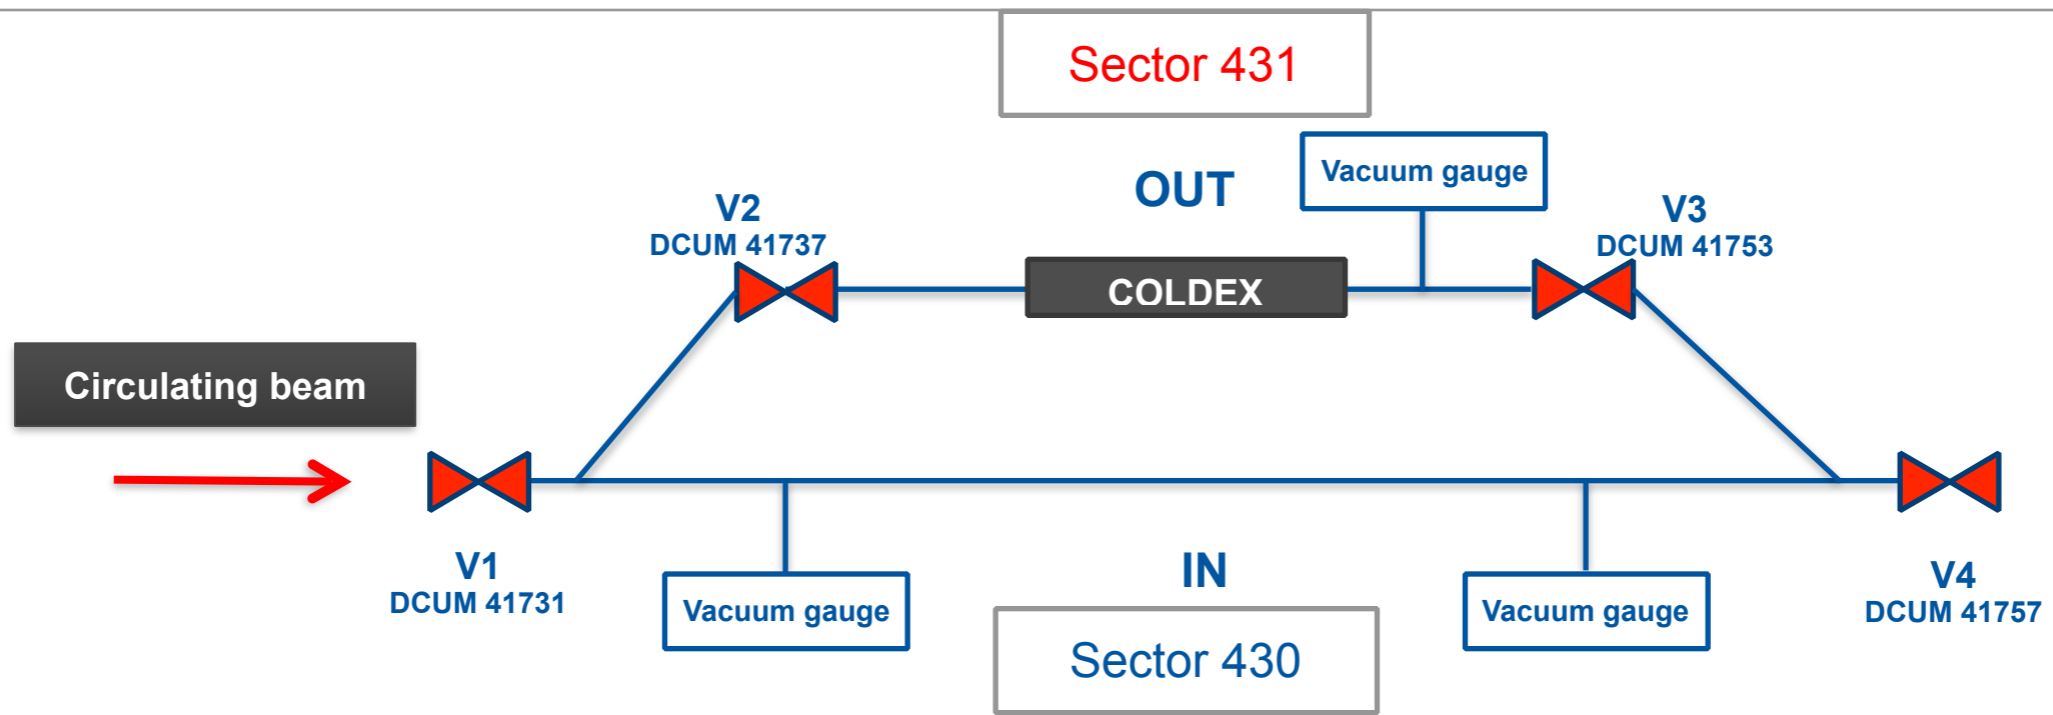 Sector 431
Vacuum gauge
OUT
V2
DCUM 41737
V3
DCUM 41753
COLDEX
Circulating beam
V1
DCUM 41731
Vacuum gauge
IN
Vacuum gauge
V4
DCUM 41757
Sector 430